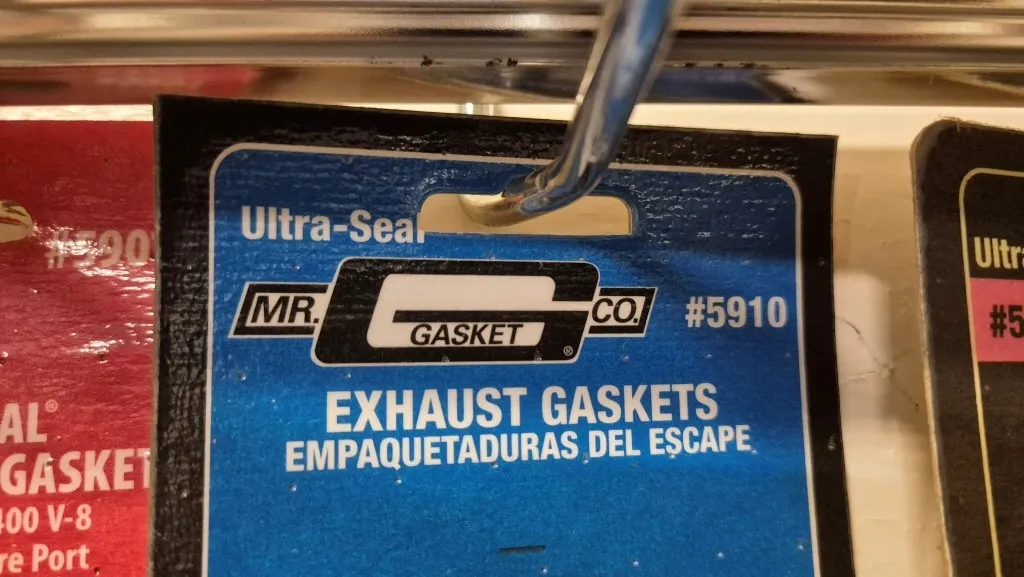 Ultra-Seal
MR. GASKET CO.
®
#5910
EXHAUST GASKETS
EMPAQUETADURAS DEL ESCAPE
#590
AL®
GASKET
400 V-8
re Port
Ultr
#5